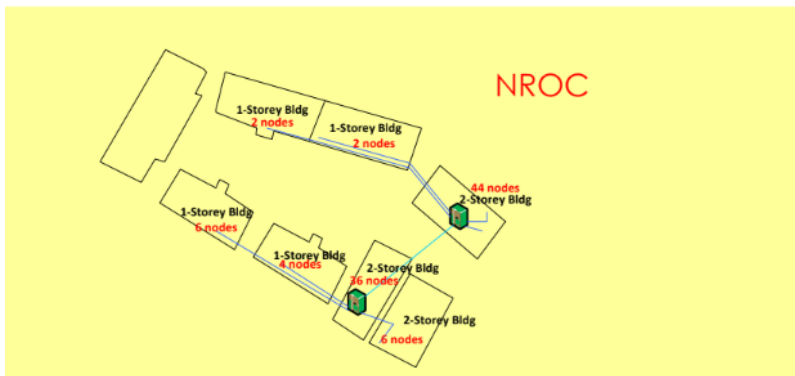 NROC
1-Storey Bldg
2 nodes
1-Storey Bldg
2 nodes
44 nodes
2-Storey Bldg
1-Storey Bldg
6 nodes
1-Storey Bldg
4 nodes
2-Storey Bldg
36 nodes
2-Storey Bldg
6 nodes